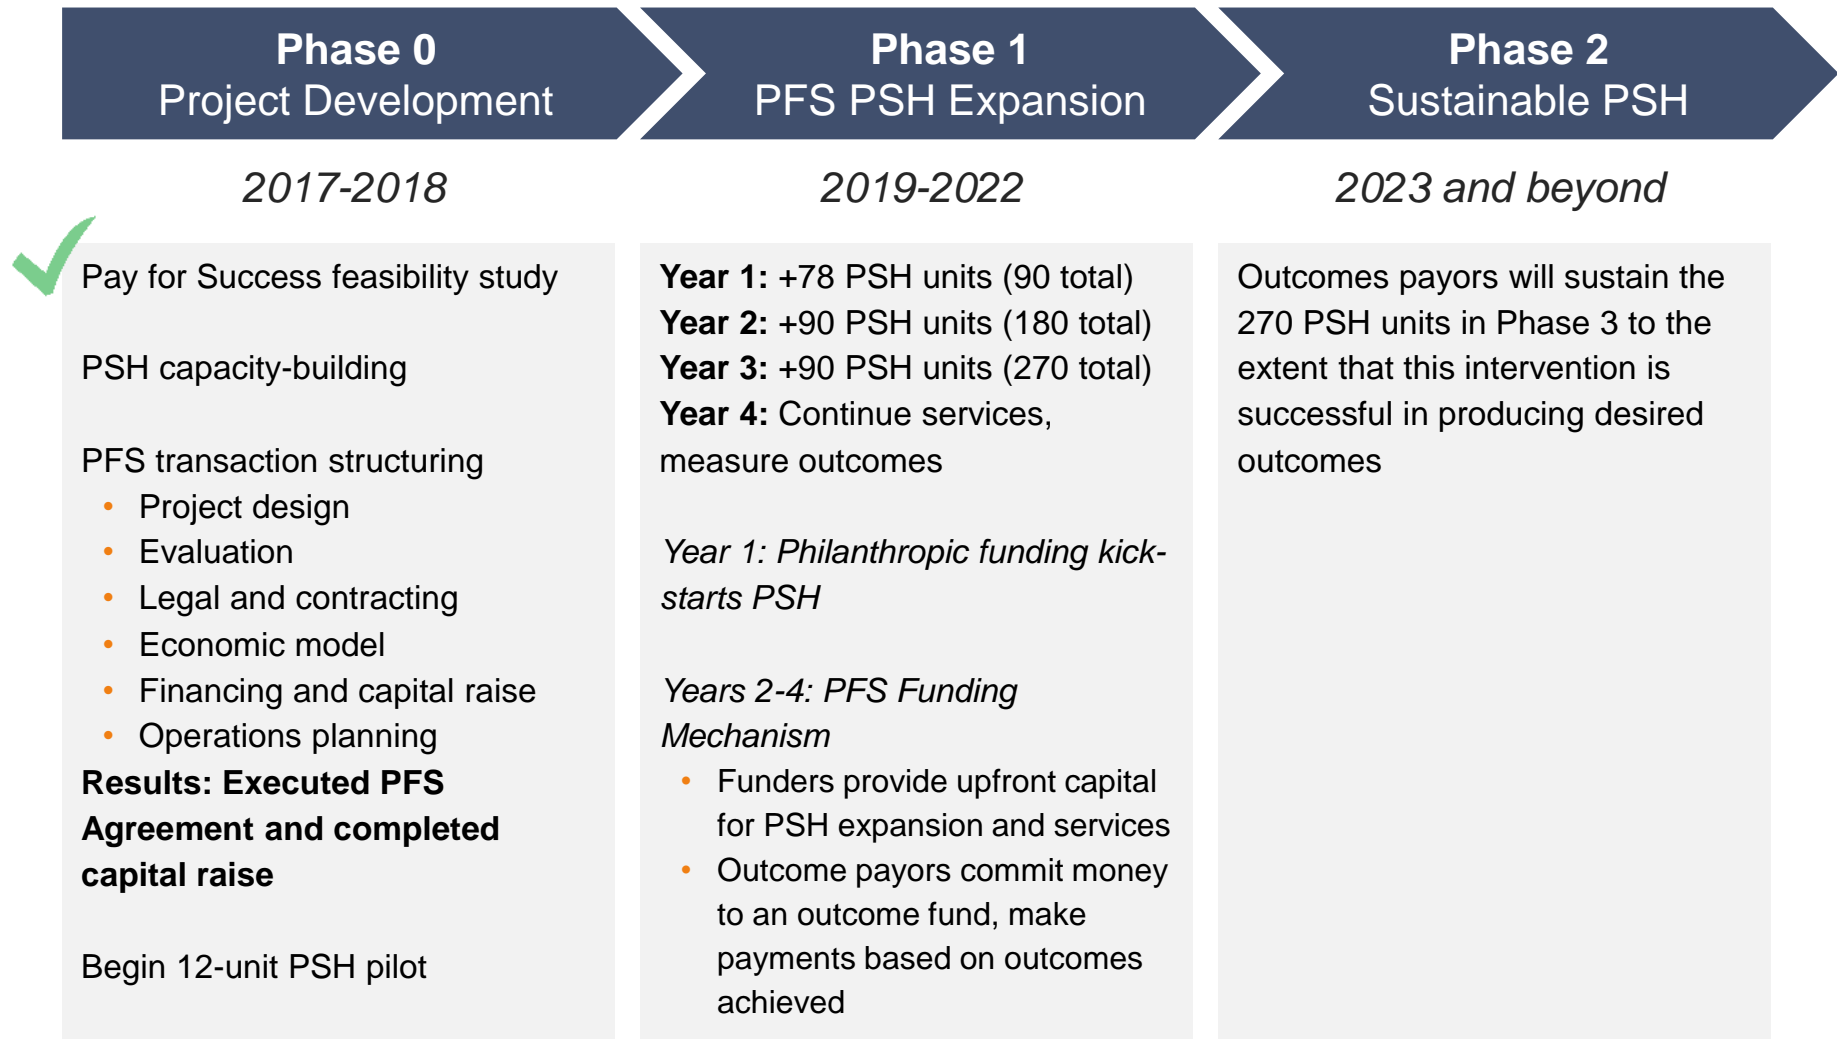 Phase 0
Project Development
Phase 1
PFS PSH Expansion
Phase 2
Sustainable PSH
2017-2018
2019-2022
2023 and beyond
Pay for Success feasibility study
PSH capacity-building
PFS transaction structuring
• Project design
• Evaluation
• Legal and contracting
• Economic model
• Financing and capital raise
• Operations planning
Results: Executed PFS
Agreement and completed
capital raise
Begin 12-unit PSH pilot
Year 1: +78 PSH units (90 total)
Year 2: +90 PSH units (180 total)
Year 3: +90 PSH units (270 total)
Year 4: Continue services,
measure outcomes
Year 1: Philanthropic funding kick-
starts PSH
Years 2-4: PFS Funding
Mechanism
• Funders provide upfront capital
for PSH expansion and services
• Outcome payors commit money
to an outcome fund, make
payments based on outcomes
achieved
Outcomes payors will sustain the
270 PSH units in Phase 3 to the
extent that this intervention is
successful in producing desired
outcomes